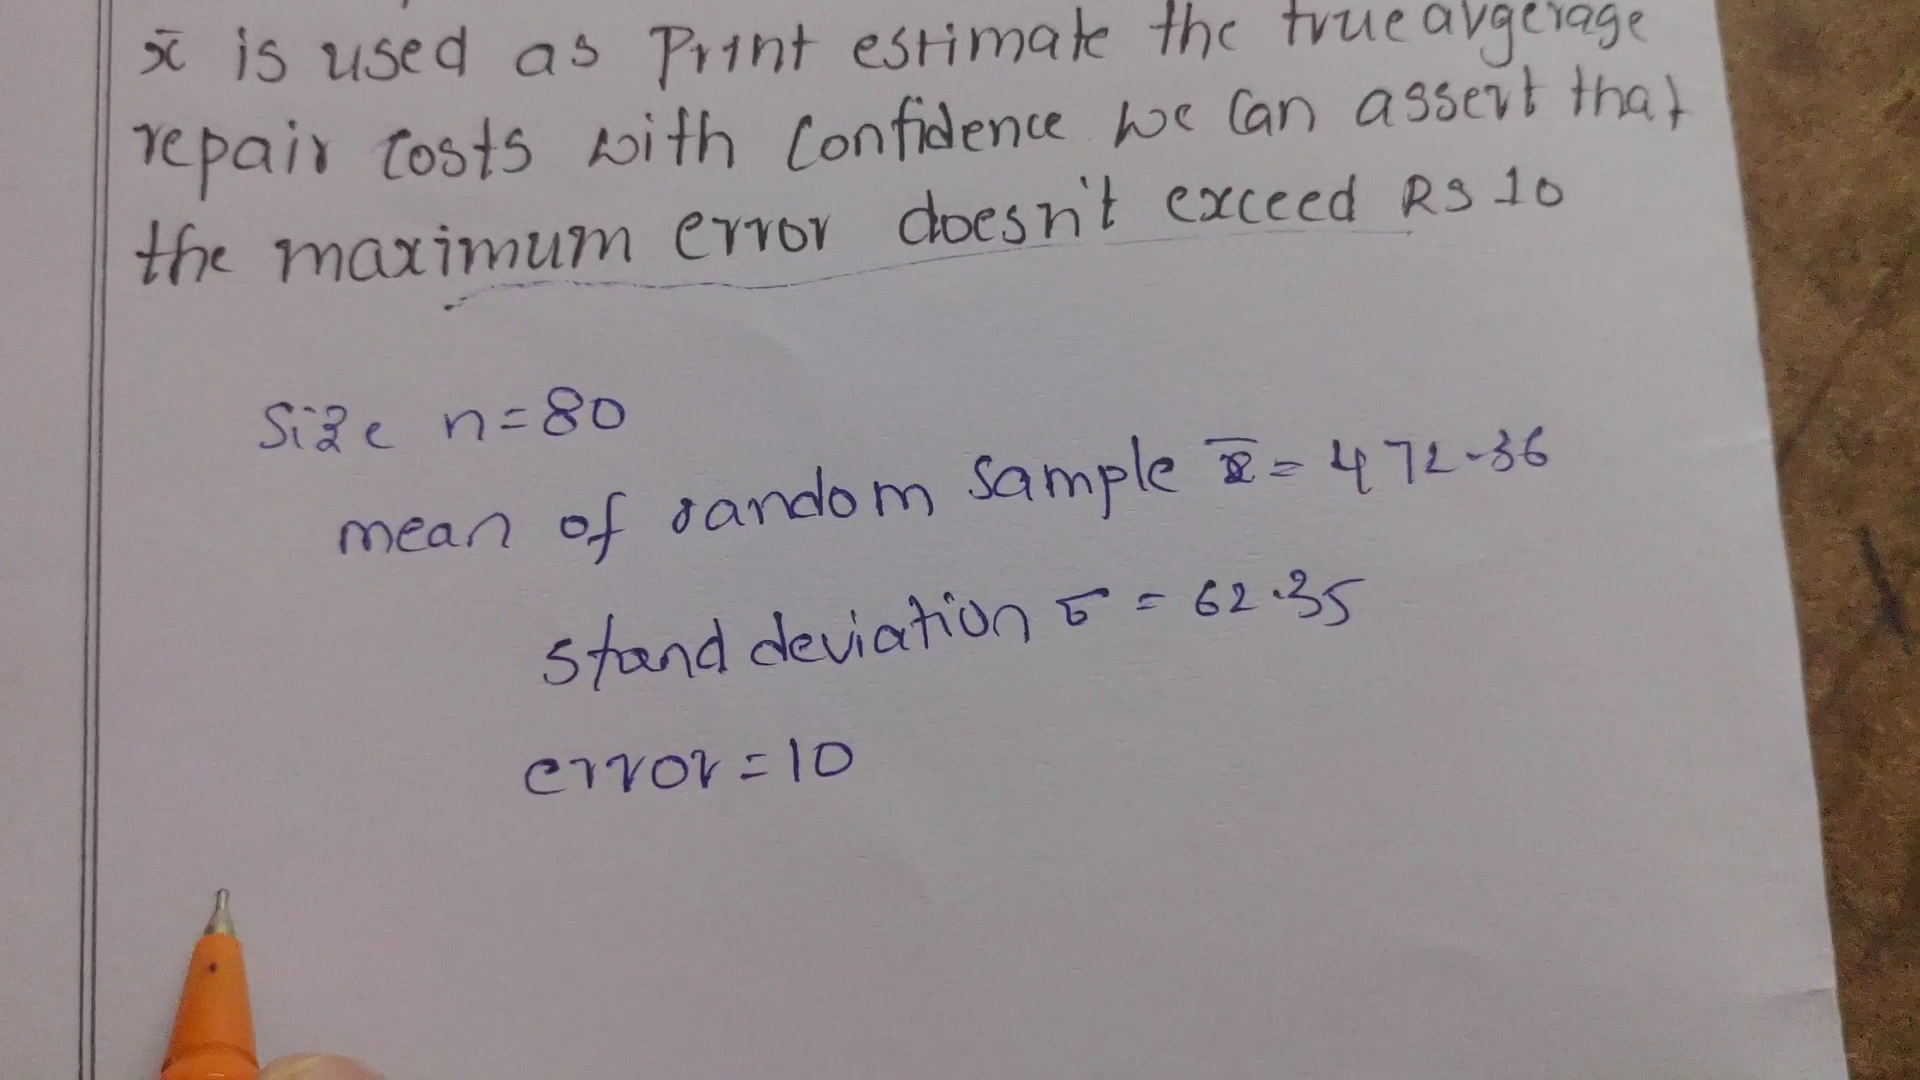 x̄ is used as Print estimate the true avgerage
repair costs with Confidence we Can assert that
the maximum error doesn't exceed RS 10
Size n=80
mean of random sample x̄ = 472.36
stand deviation σ = 62.35
error = 10